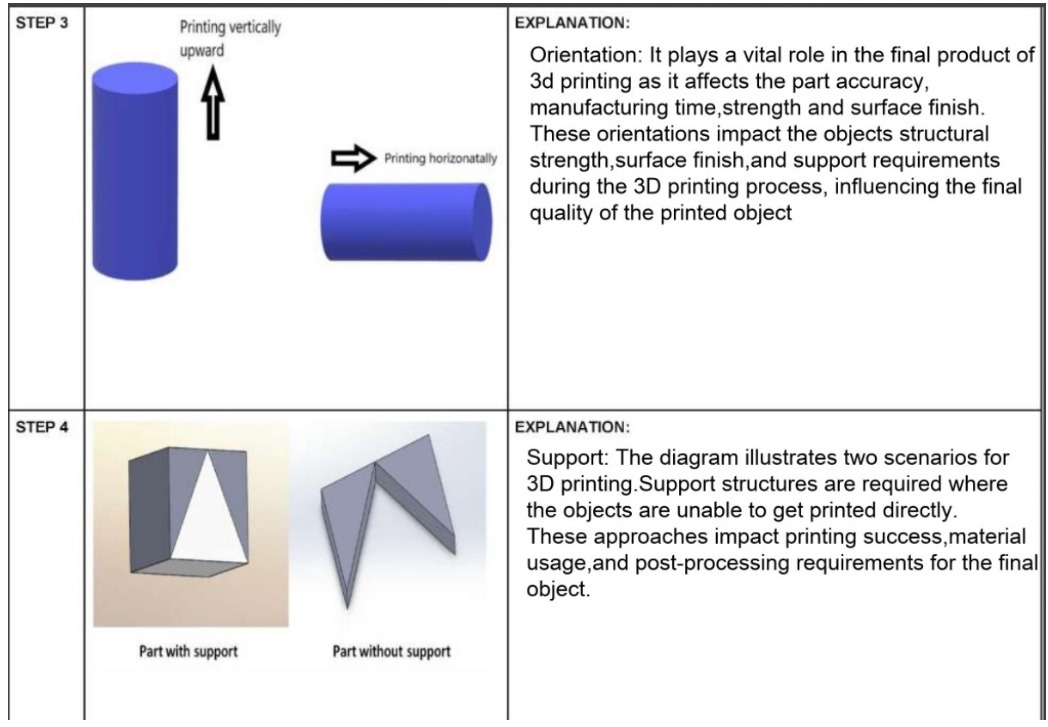 STEP 3
Printing vertically
upward
Printing horizonatally
EXPLANATION:
Orientation: It plays a vital role in the final product of
3d printing as it affects the part accuracy,
manufacturing time,strength and surface finish.
These orientations impact the objects structural
strength,surface finish,and support requirements
during the 3D printing process, influencing the final
quality of the printed object
STEP 4
Part with support
Part without support
EXPLANATION:
Support: The diagram illustrates two scenarios for
3D printing.Support structures are required where
the objects are unable to get printed directly.
These approaches impact printing success,material
usage,and post-processing requirements for the final
object.